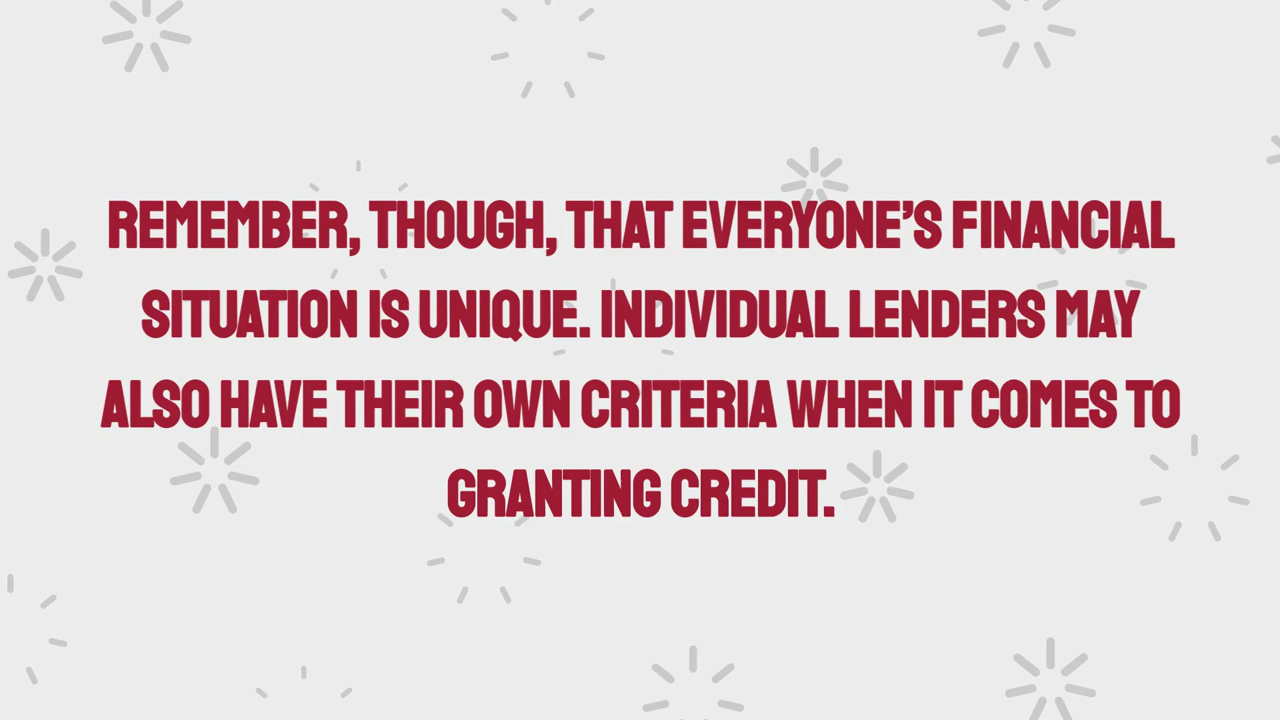 REMEMBER, THOUGH, THAT EVERYONE’S FINANCIAL
SITUATION IS UNIQUE. INDIVIDUAL LENDERS MAY
ALSO HAVE THEIR OWN CRITERIA WHEN IT COMES TO
GRANTING CREDIT.